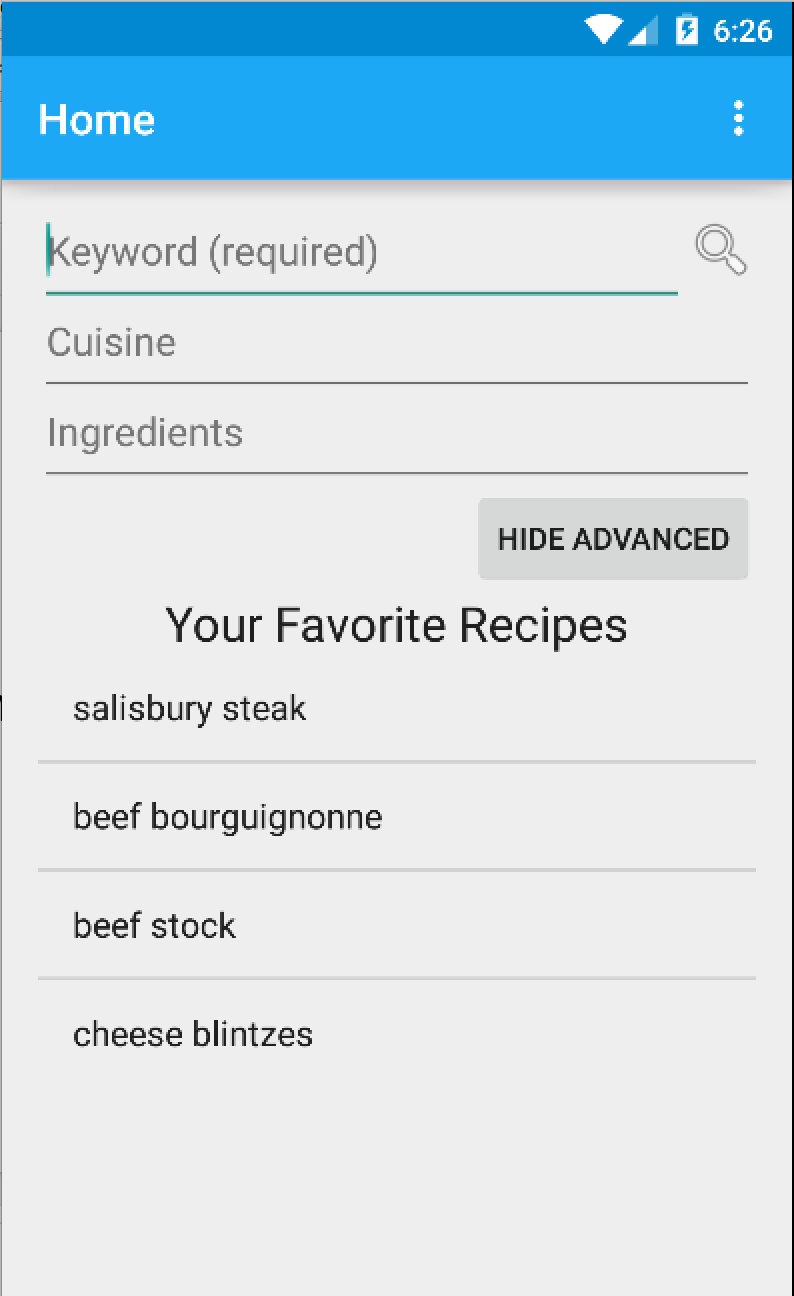 6:26
Home
Keyword (required)
Cuisine
Ingredients
HIDE ADVANCED
Your Favorite Recipes
salisbury steak
beef bourguignonne
beef stock
cheese blintzes